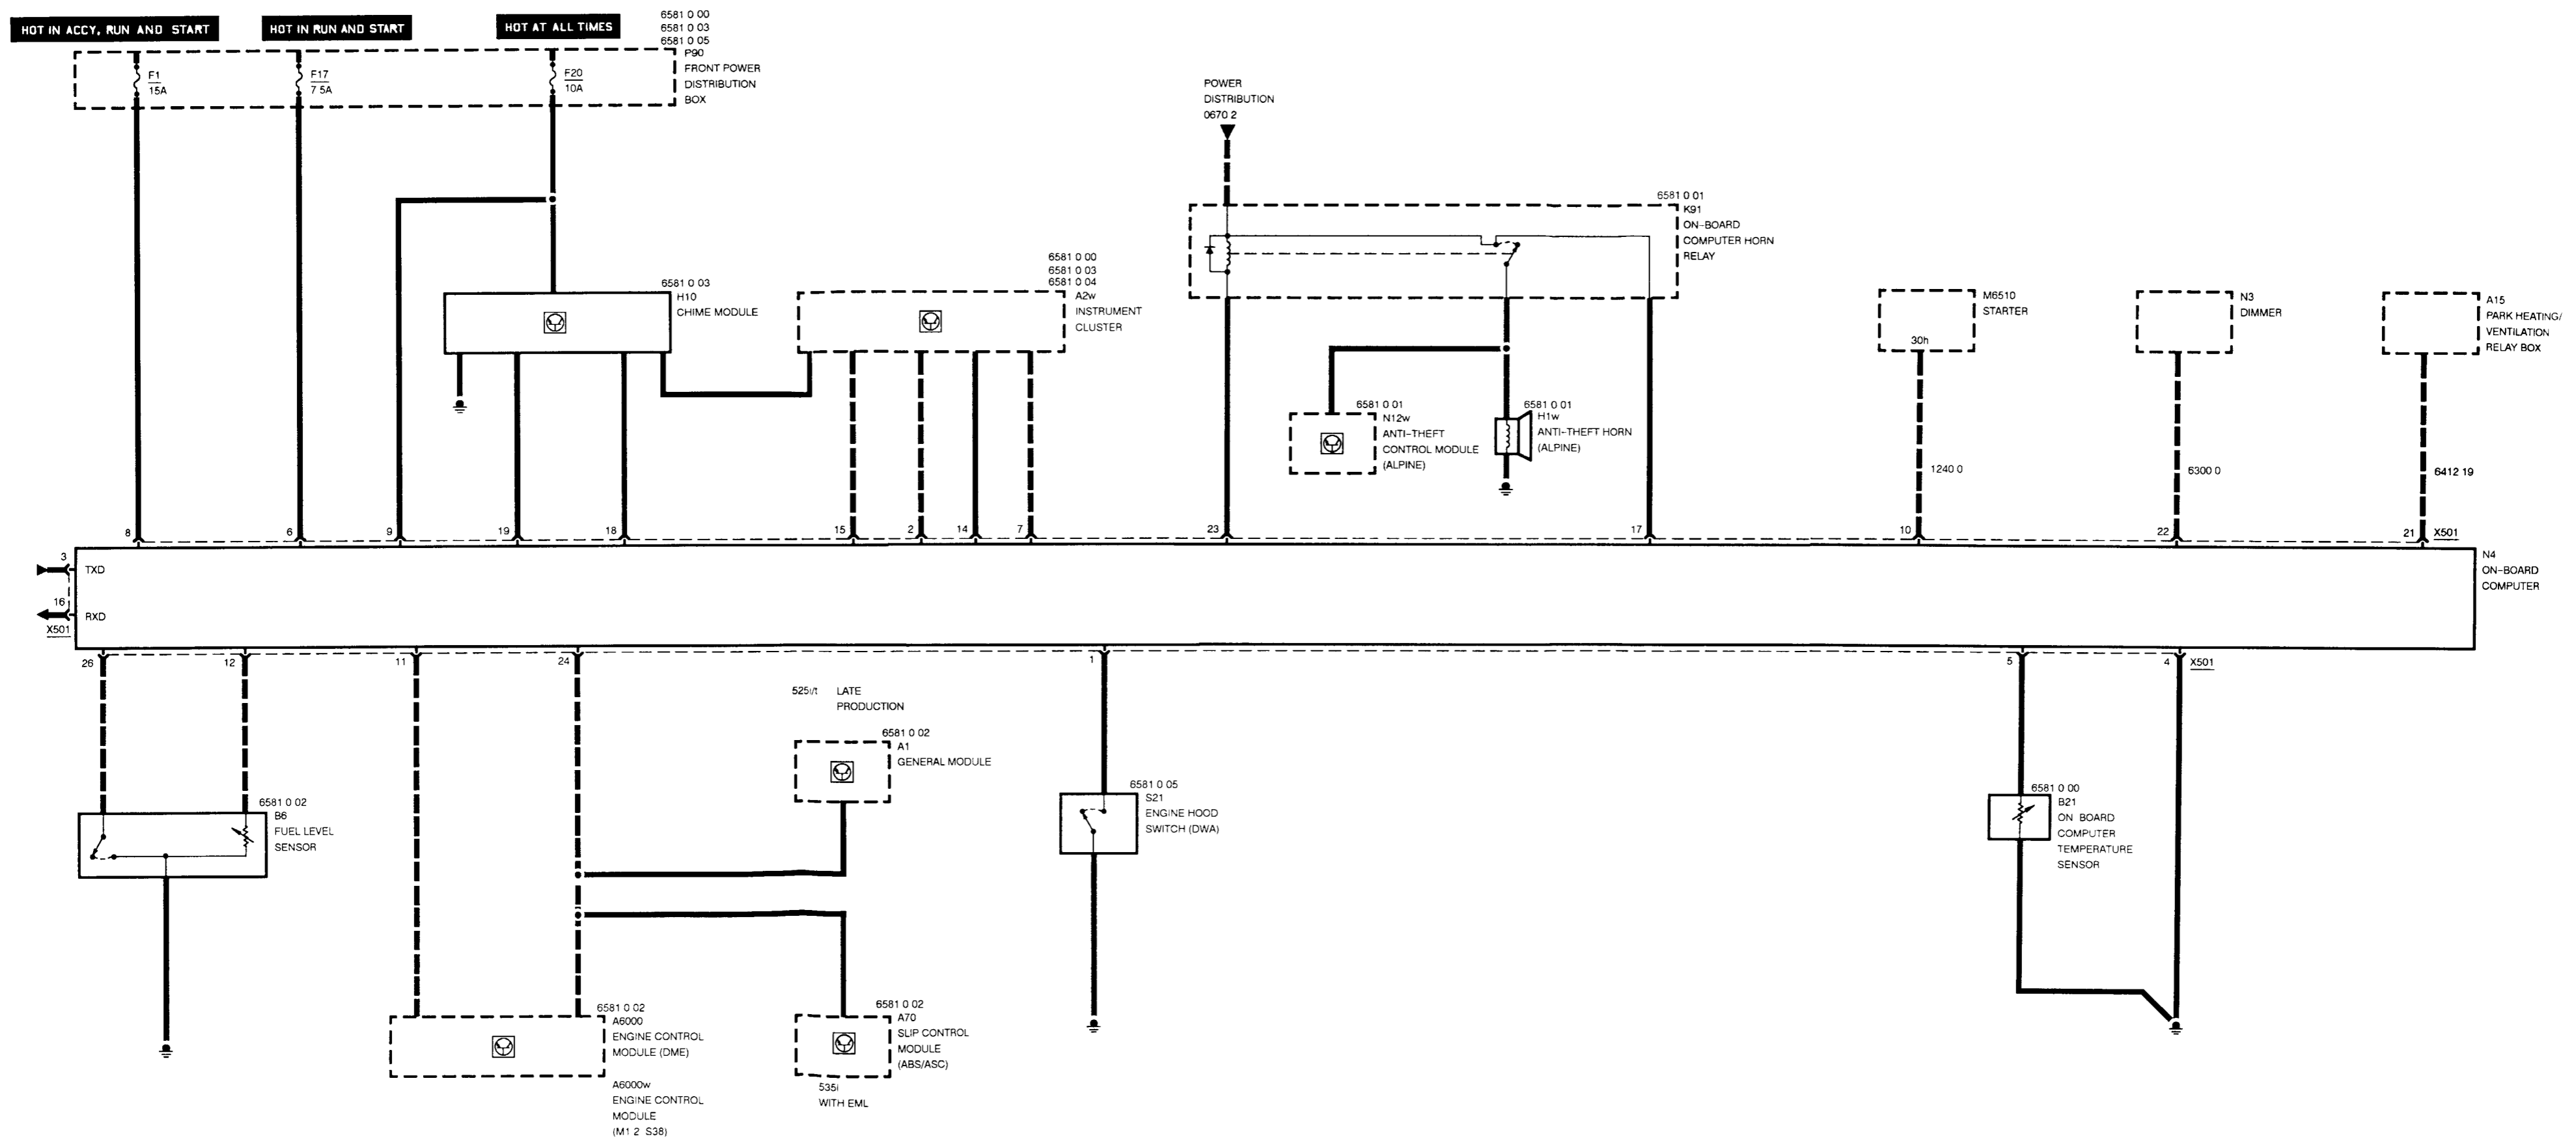 HOT IN ACCY, RUN AND START
HOT IN RUN AND START
HOT AT ALL TIMES
6581 0 00
6581 0 03
6581 0 05
P90
FRONT POWER
DISTRIBUTION
BOX
F1
15A
F17
7 5A
F20
10A
POWER
DISTRIBUTION
0670 2
6581 0 01
K91
ON-BOARD
COMPUTER HORN
RELAY
6581 0 03
H10
CHIME MODULE
6581 0 00
6581 0 03
6581 0 04
A2w
INSTRUMENT
CLUSTER
M6510
STARTER
30h
N3
DIMMER
A15
PARK HEATING/
VENTILATION
RELAY BOX
6581 0 01
N12w
ANTI-THEFT
CONTROL MODULE
(ALPINE)
6581 0 01
H1w
ANTI-THEFT HORN
(ALPINE)
1240 0
6300 0
6412 19
8
6
9
19
18
15
2
14
7
23
17
10
22
21
X501
3
TXD
16
RXD
X501
N4
ON-BOARD
COMPUTER
26
12
11
24
1
5
4
X501
525i/t LATE
PRODUCTION
6581 0 02
A1
GENERAL MODULE
6581 0 02
B6
FUEL LEVEL
SENSOR
6581 0 05
S21
ENGINE HOOD
SWITCH (DWA)
6581 0 00
B21
ON BOARD
COMPUTER
TEMPERATURE
SENSOR
6581 0 02
A6000
ENGINE CONTROL
MODULE (DME)
A6000w
ENGINE CONTROL
MODULE
(M1 2 S38)
6581 0 02
A70
SLIP CONTROL
MODULE
(ABS/ASC)
535i
WITH EML